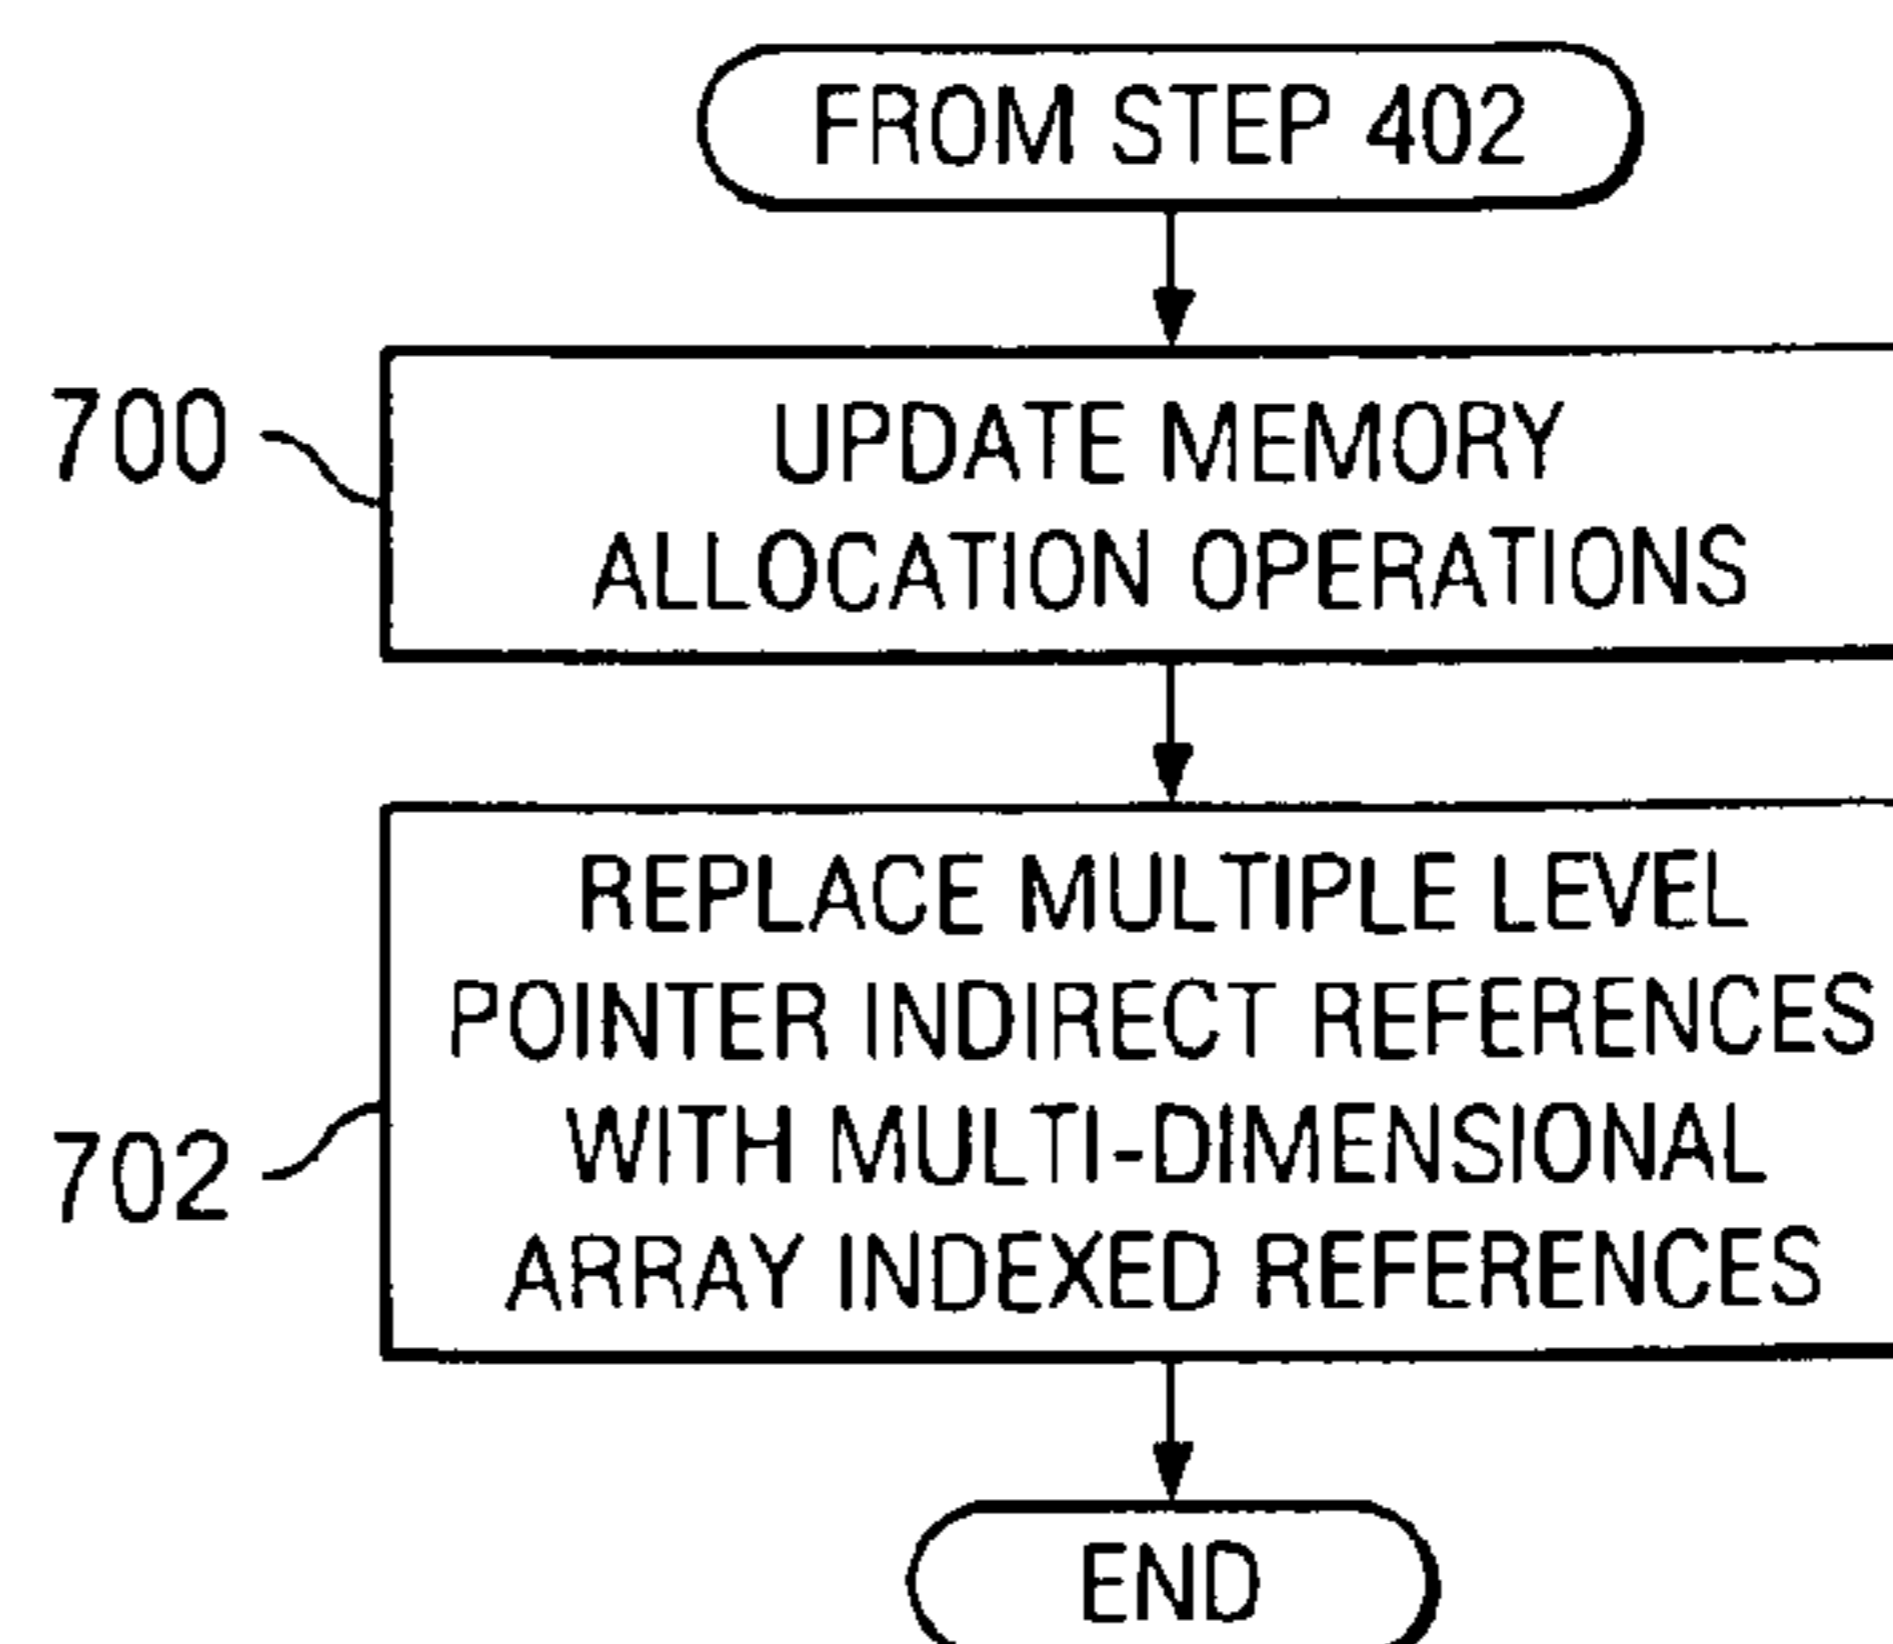 FROM STEP 402
700
UPDATE MEMORY
ALLOCATION OPERATIONS
702
REPLACE MULTIPLE LEVEL
POINTER INDIRECT REFERENCES
WITH MULTI-DIMENSIONAL
ARRAY INDEXED REFERENCES
END